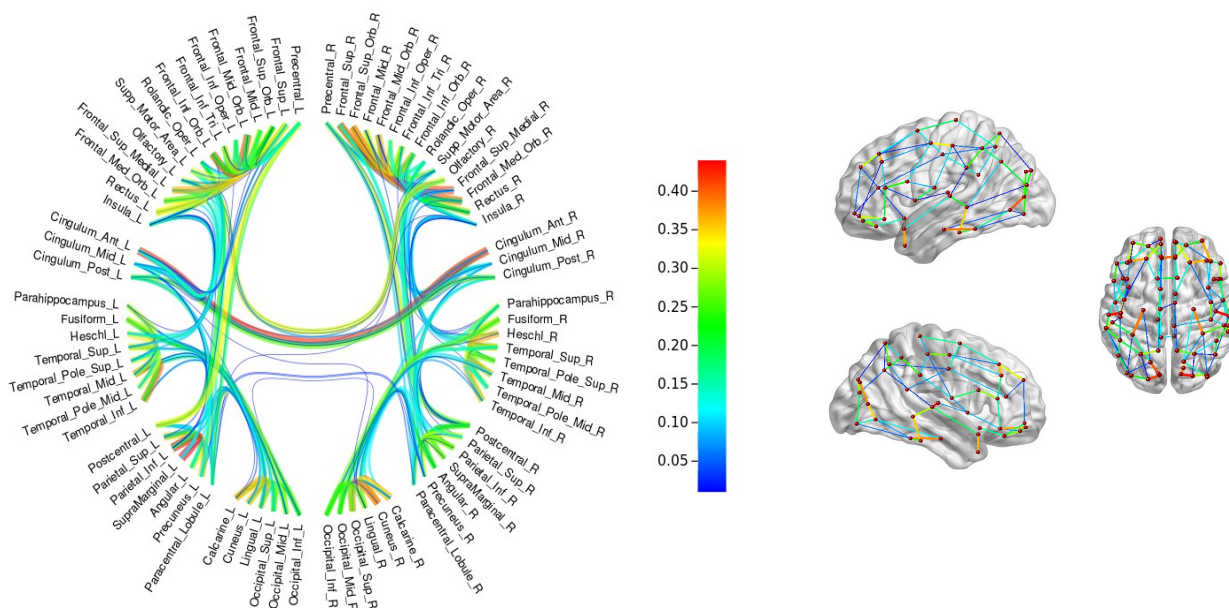 Precentral_L
Frontal_Sup_L
Frontal_Sup_Orb_L
Frontal_Mid_L
Frontal_Mid_Orb_L
Frontal_Inf_Oper_L
Frontal_Inf_Tri_L
Frontal_Inf_Orb_L
Rolandic_Oper_L
Supp_Motor_Area_L
Olfactory_L
Frontal_Sup_Medial_L
Frontal_Med_Orb_L
Rectus_L
Insula_L
Cingulum_Ant_L
Cingulum_Mid_L
Cingulum_Post_L
Parahippocampus_L
Fusiform_L
Heschl_L
Temporal_Sup_L
Temporal_Pole_Sup_L
Temporal_Mid_L
Temporal_Pole_Mid_L
Temporal_Inf_L
Postcentral_L
Parietal_Sup_L
Parietal_Inf_L
SupraMarginal_L
Angular_L
Precuneus_L
Paracentral_Lobule_L
Calcarine_L
Cuneus_L
Lingual_L
Occipital_Sup_L
Occipital_Mid_L
Occipital_Inf_L
Precentral_R
Frontal_Sup_R
Frontal_Sup_Orb_R
Frontal_Mid_R
Frontal_Mid_Orb_R
Frontal_Inf_Oper_R
Frontal_Inf_Tri_R
Frontal_Inf_Orb_R
Rolandic_Oper_R
Supp_Motor_Area_R
Olfactory_R
Frontal_Sup_Medial_R
Frontal_Med_Orb_R
Rectus_R
Insula_R
Cingulum_Ant_R
Cingulum_Mid_R
Cingulum_Post_R
Parahippocampus_R
Fusiform_R
Heschl_R
Temporal_Sup_R
Temporal_Pole_Sup_R
Temporal_Mid_R
Temporal_Pole_Mid_R
Temporal_Inf_R
Postcentral_R
Parietal_Sup_R
Parietal_Inf_R
SupraMarginal_R
Angular_R
Precuneus_R
Paracentral_Lobule_R
Calcarine_R
Cuneus_R
Lingual_R
Occipital_Sup_R
Occipital_Mid_R
Occipital_Inf_R
0.40
0.35
0.30
0.25
0.20
0.15
0.10
0.05